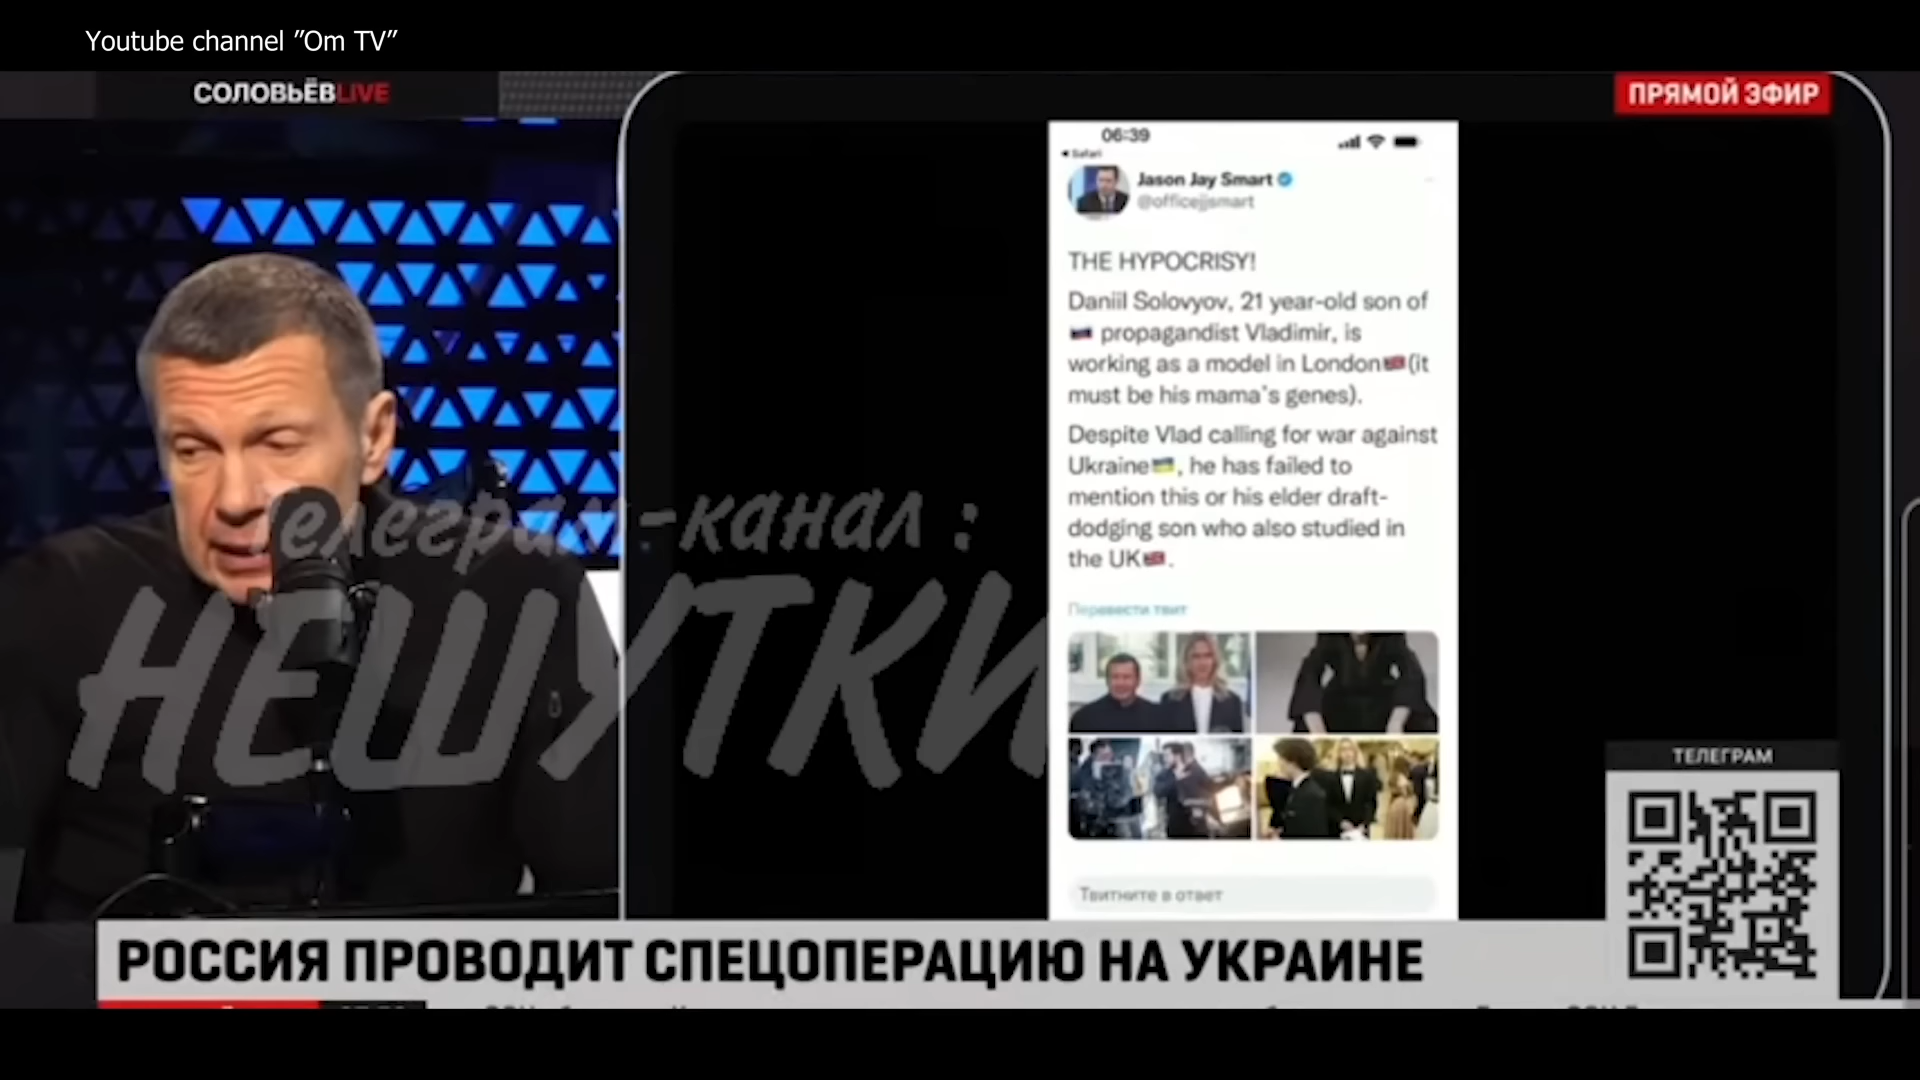 Youtube channel "Om TV"
СОЛОВЬЁВLIVE
ПРЯМОЙ ЭФИР
06:39
Safari
Jason Jay Smart
@officejjsmart
THE HYPOCRISY!
Daniil Solovyov, 21 year-old son of
propagandist Vladimir, is
working as a model in London (it
must be his mama's genes).
Despite Vlad calling for war against
Ukraine , he has failed to
mention this or his elder draft-
dodging son who also studied in
the UK .
Перевести твит
Твитните в ответ
Телеграм-канал :
НЕШУТКИ
ТЕЛЕГРАМ
РОССИЯ ПРОВОДИТ СПЕЦОПЕРАЦИЮ НА УКРАИНЕ